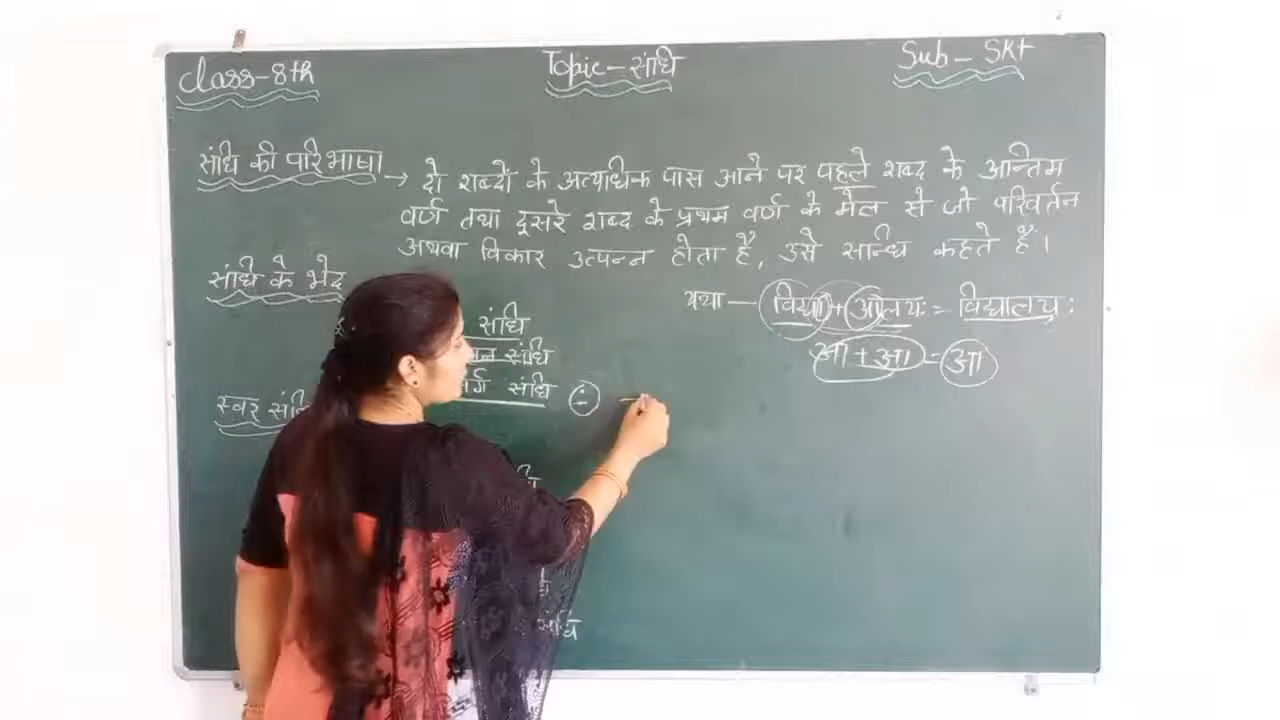 Class-8th
Topic-संधि
Sub-SKt
संधि की परिभाषा → दो शब्दों के अत्याधिक पास आने पर पहले शब्द के अन्तिम
वर्ण तथा दूसरे शब्द के प्रथम वर्ण के मेल से जो परिवर्तन
अथवा विकार उत्पन्न होता है, उसे सन्धि कहते हैं।
संधि के भेद
यथा — विद्या + आलयः = विद्यालयः
आ + आ = आ
संधि
संधि
संधि
स्वर
संधि